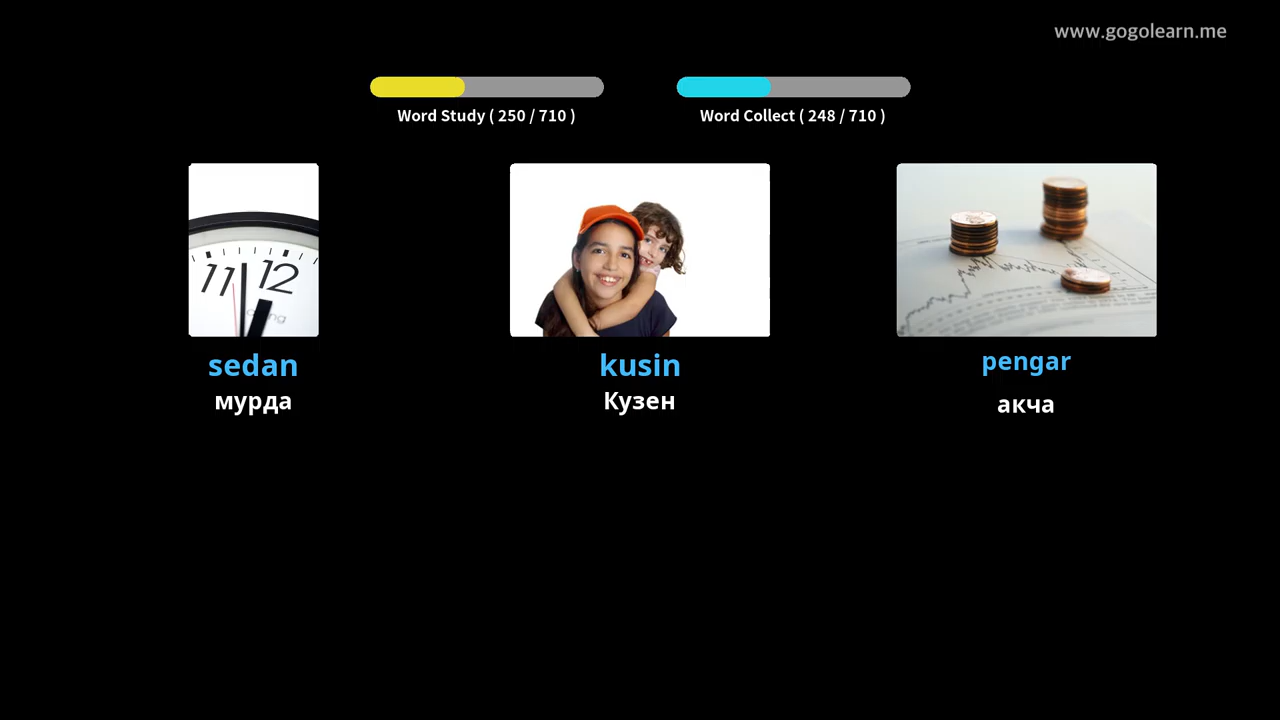 www.gogolearn.me
Word Study ( 250 / 710 )
Word Collect ( 248 / 710 )
11 12
sedan
мурда
kusin
Кузен
pengar
акча